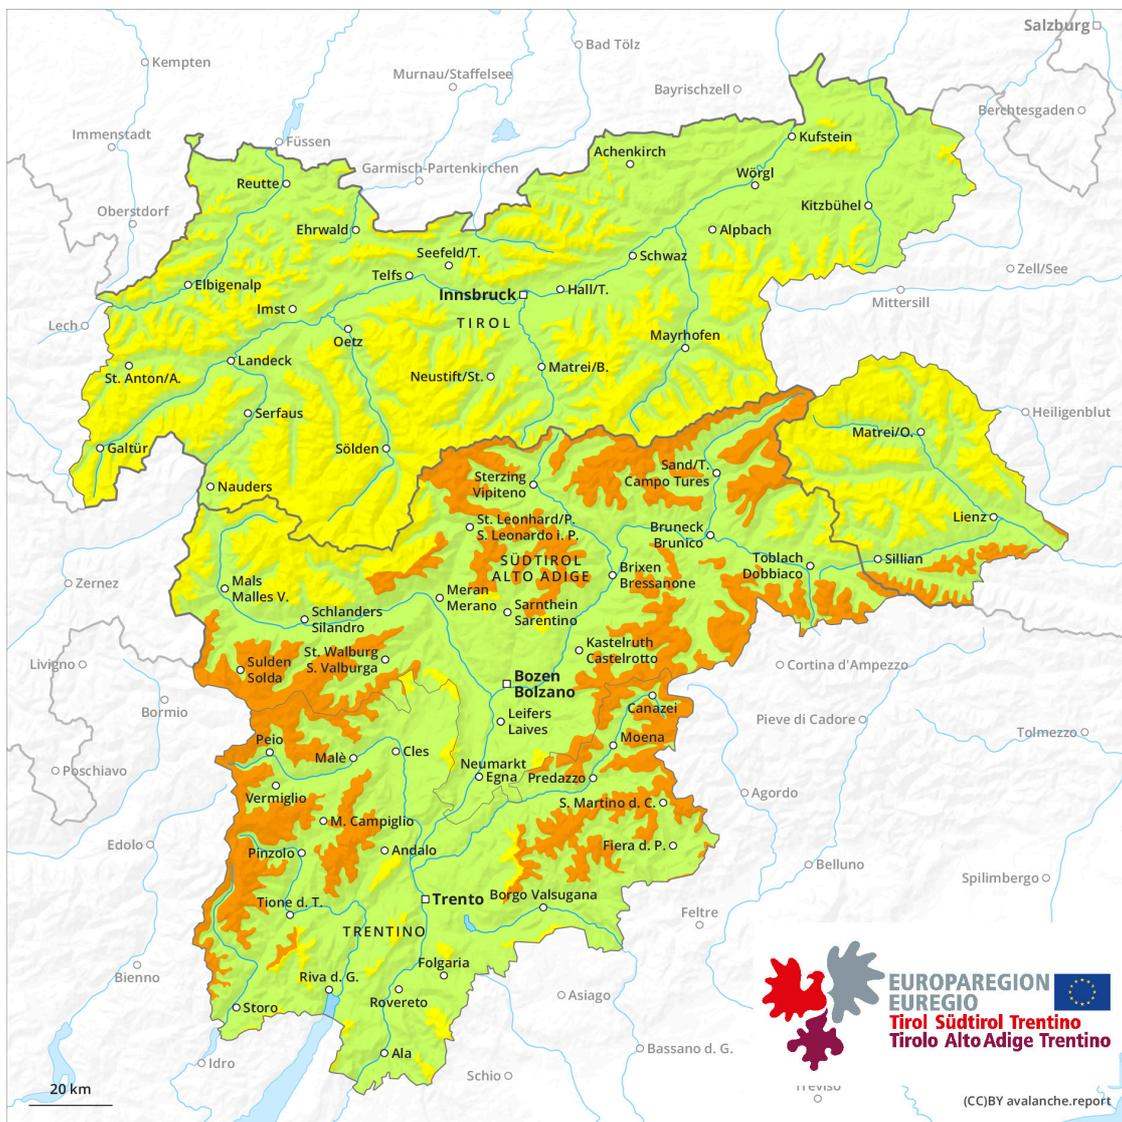 Salzburg
Bad Tölz
Kempten
Murnau/Staffelsee
Bayrischzell
Berchtesgaden
Immenstadt
Füssen
Kufstein
Achenkirch
Garmisch-Partenkirchen
Wörgl
Reutte
Kitzbühel
Oberstdorf
Ehrwald
Alpbach
Seefeld/T.
Schwaz
Telfs
Zell/See
Elbigenalp
Innsbruck
Hall/T.
Mittersill
Imst
Lech
TIROL
Oetz
Mayrhofen
Landeck
St. Anton/A.
Neustift/St.
Matrei/B.
Serfaus
Heiligenblut
Matrei/O.
Galtür
Sölden
Sand/T.
Campo Tures
Sterzing
Vipiteno
Nauders
St. Leonhard/P.
S. Leonardo i. P.
Lienz
Bruneck
Brunico
SÜDTIROL
ALTO ADIGE
Toblach
Dobbiaco
Sillian
Brixen
Bressanone
Zernez
Mals
Malles V.
Meran
Merano
Sarnthein
Sarentino
Schlanders
Silandro
Kastelruth
Castelrotto
St. Walburg
S. Valburga
Livigno
Sulden
Solda
Cortina d'Ampezzo
Bozen
Bolzano
Bormio
Canazei
Leifers
Laives
Pieve di Cadore
Tolmezzo
Peio
Moena
Malè
Cles
Neumarkt
Egna
Predazzo
Poschiavo
Vermiglio
Agordo
S. Martino d. C.
M. Campiglio
Edolo
Pinzolo
Andalo
Fiera d. P.
Belluno
Spilimbergo
Tione d. T.
Trento
Borgo Valsugana
Feltre
TRENTINO
Folgaria
Bienno
Riva d. G.
Rovereto
Asiago
Storo
EUROPAREGION
EUREGIO
Tirol Südtirol Trentino
Tirolo Alto Adige Trentino
Ala
Bassano d. G.
Idro
Schio
Treviso
20 km
(CC)BY avalanche.report